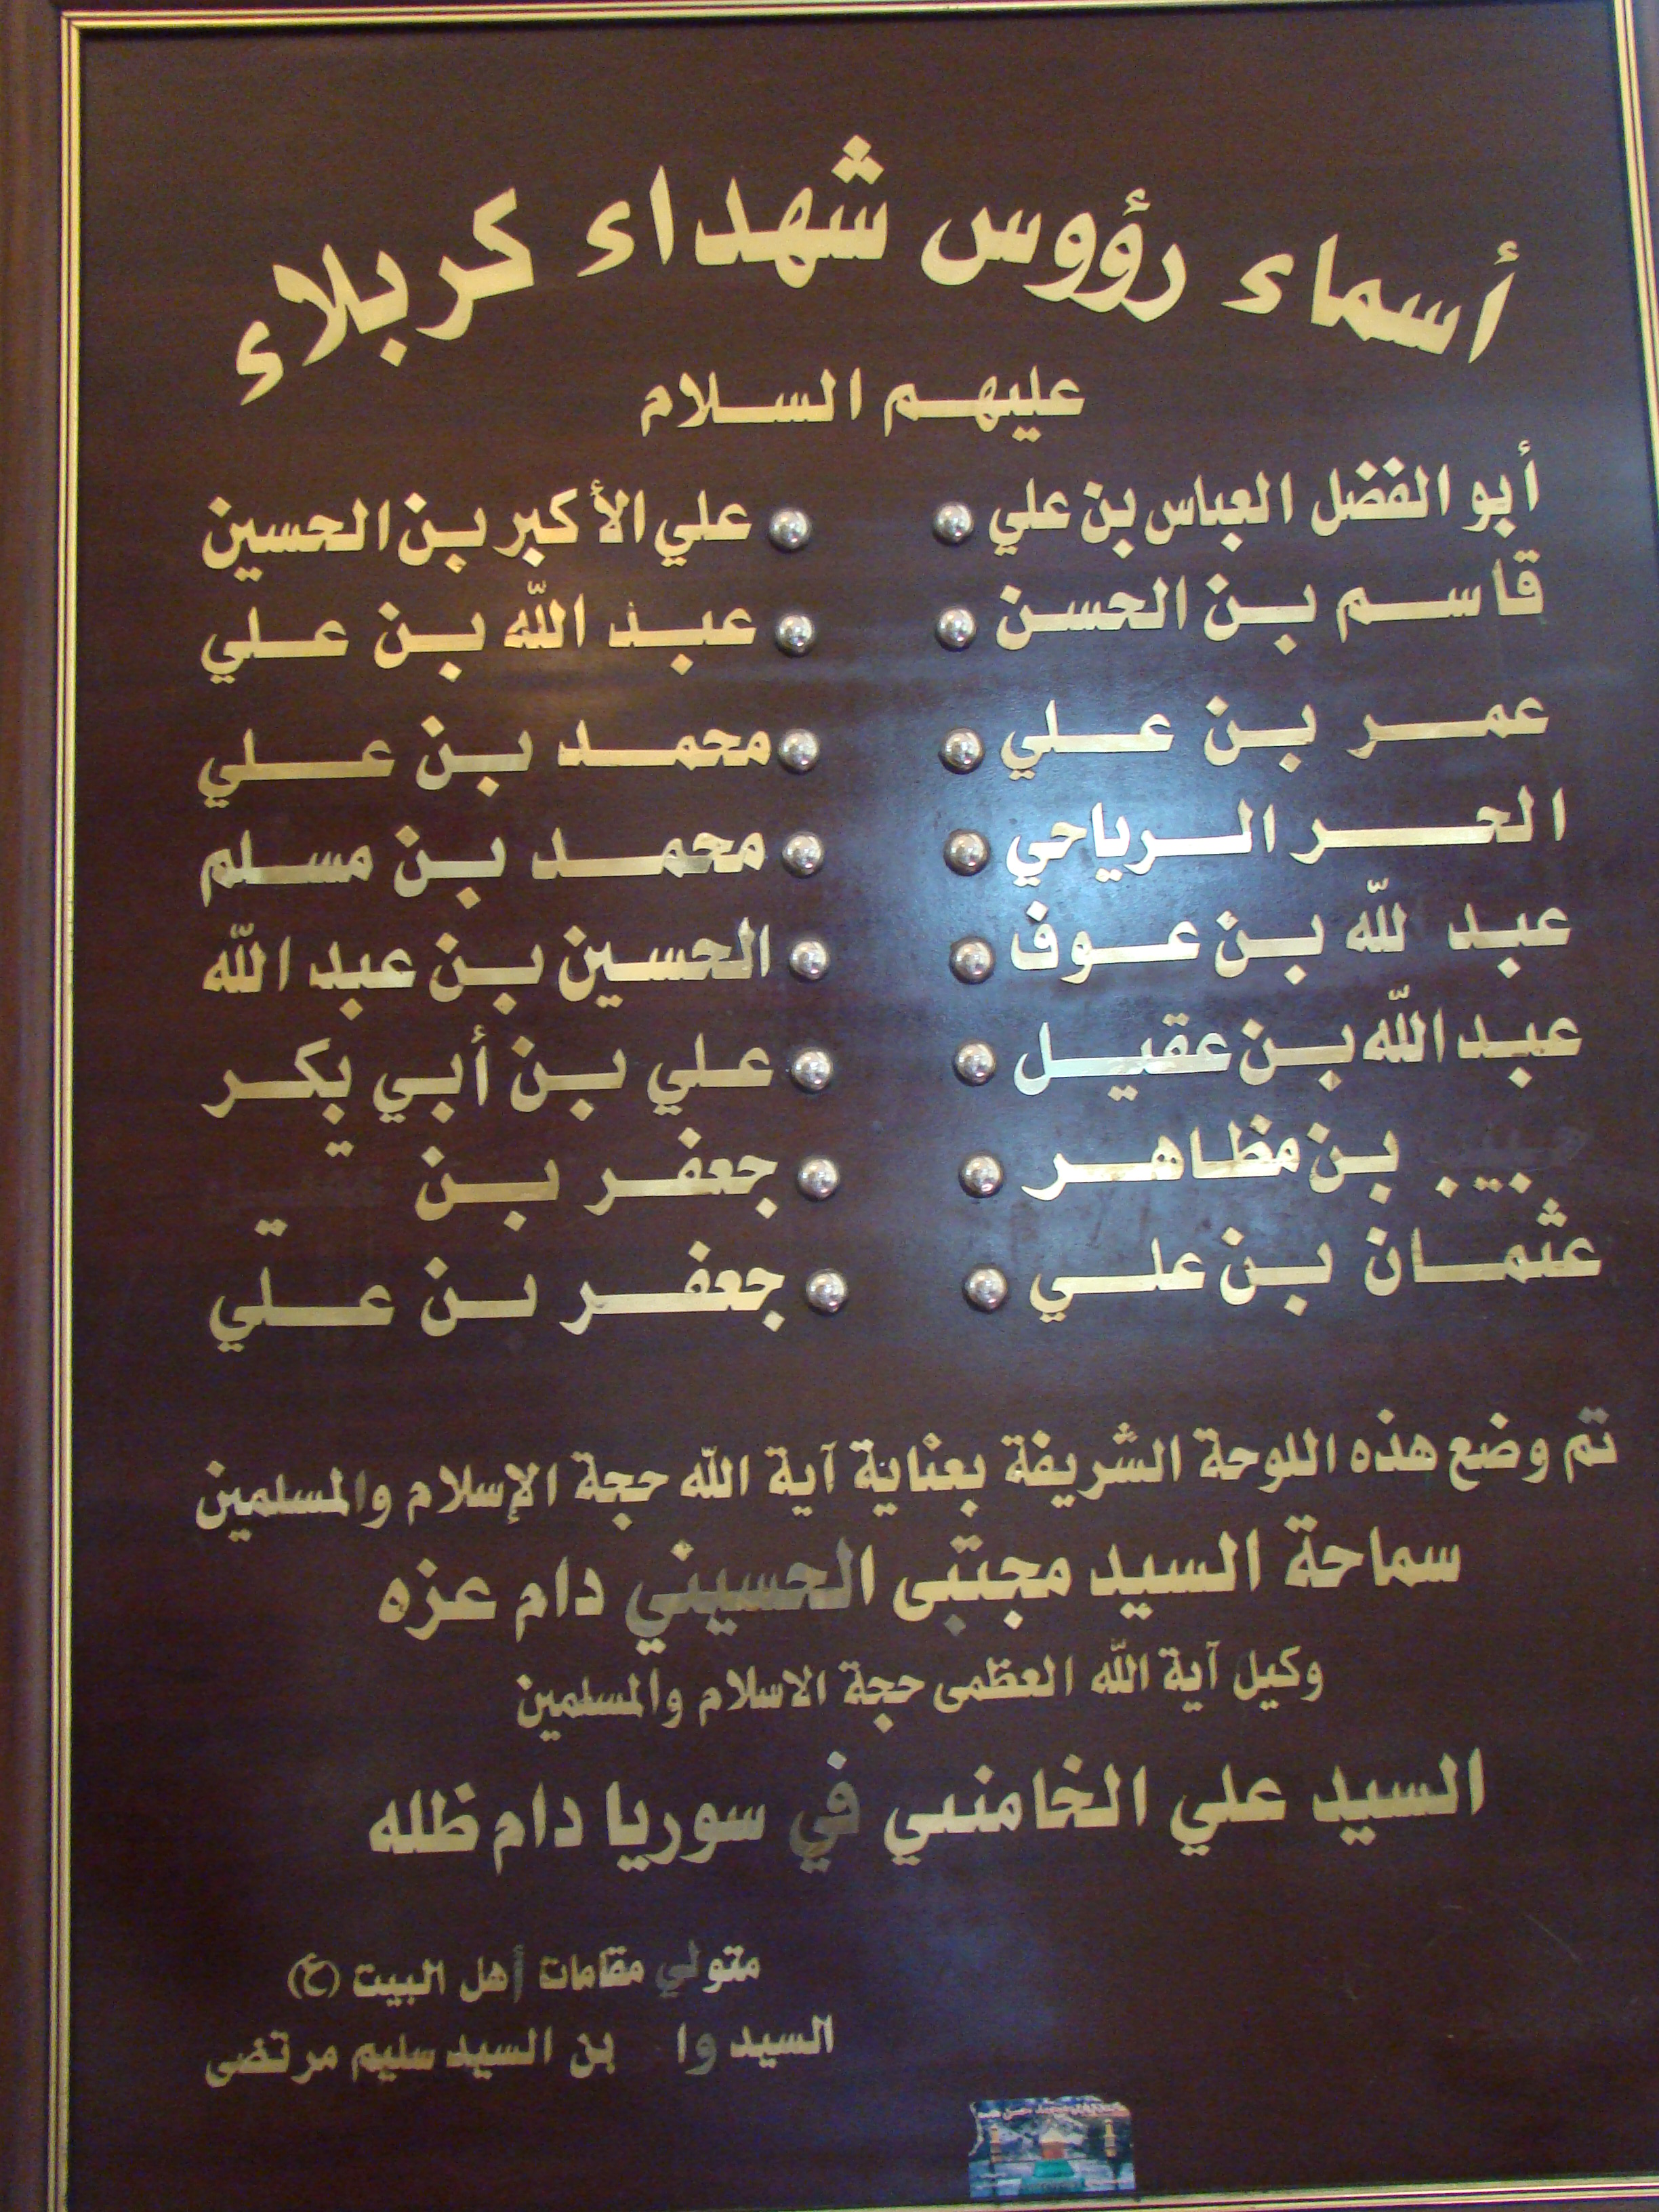 أسماء رؤوس شهداء كربلاء
عليهم السلام
أبو الفضل العباس بن علي
علي الأكبر بن الحسين
قاسم بن الحسن
عبد الله بن علي
عمر بن علي
محمد بن علي
الحر الرياحي
محمد بن مسلم
عبد لله بن عوف
الحسين بن عبد الله
عبد الله بن عقيل
علي بن أبي بكر
بن مظاهر
جعفر بن
عثمان بن علي
جعفر بن علي
تم وضع هذه اللوحة الشريفة بعناية آية الله حجة الإسلام والمسلمين
سماحة السيد مجتبى الحسيني دام عزه
وكيل آية الله العظمى حجة الاسلام والمسلمين
السيد علي الخامنئي في سوريا دام ظله
متولي مقامات أهل البيت (ع)
السيد وا بن السيد سليم مرتضى